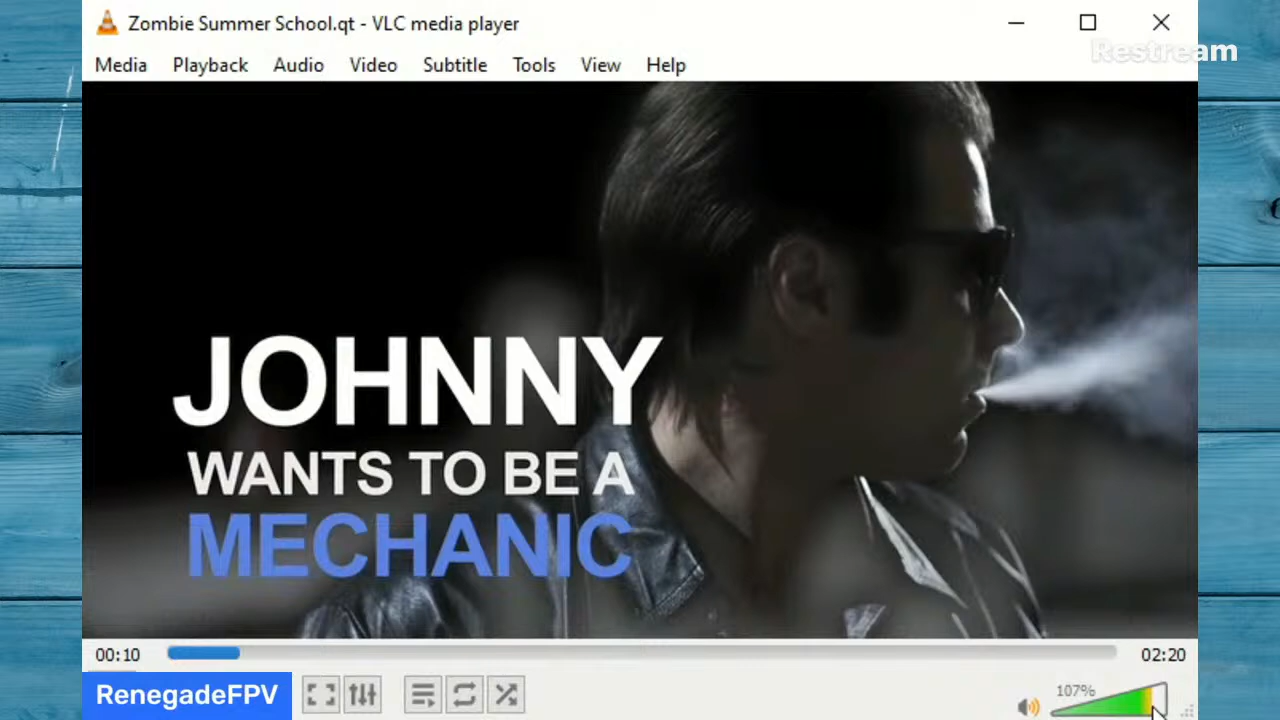 Zombie Summer School.qt - VLC media player
Restream
Media Playback Audio Video Subtitle Tools View Help
JOHNNY
WANTS TO BE A
MECHANIC
00:10
02:20
RenegadeFPV
107%